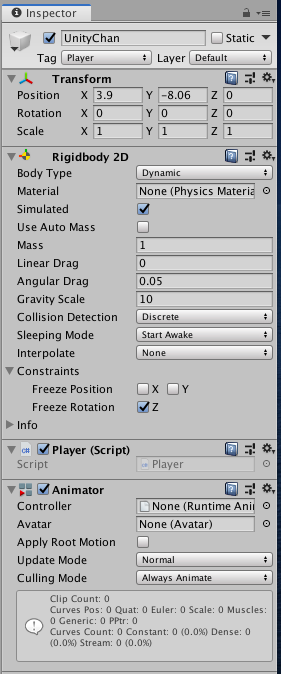 Inspector
UnityChan Static
Tag Player Layer Default
Transform
Position X 3.9 Y -8.06 Z 0
Rotation X 0 Y 0 Z 0
Scale X 1 Y 1 Z 1
Rigidbody 2D
Body Type Dynamic
Material None (Physics Materia
Simulated
Use Auto Mass
Mass 1
Linear Drag 0
Angular Drag 0.05
Gravity Scale 10
Collision Detection Discrete
Sleeping Mode Start Awake
Interpolate None
Constraints
Freeze Position X Y
Freeze Rotation Z
Info
Player (Script)
Script Player
Animator
Controller None (Runtime Ani
Avatar None (Avatar)
Apply Root Motion
Update Mode Normal
Culling Mode Always Animate
Clip Count: 0
Curves Pos: 0 Quat: 0 Euler: 0 Scale: 0 Muscles:
0 Generic: 0 PPtr: 0
Curves Count: 0 Constant: 0 (0.0%) Dense: 0
(0.0%) Stream: 0 (0.0%)